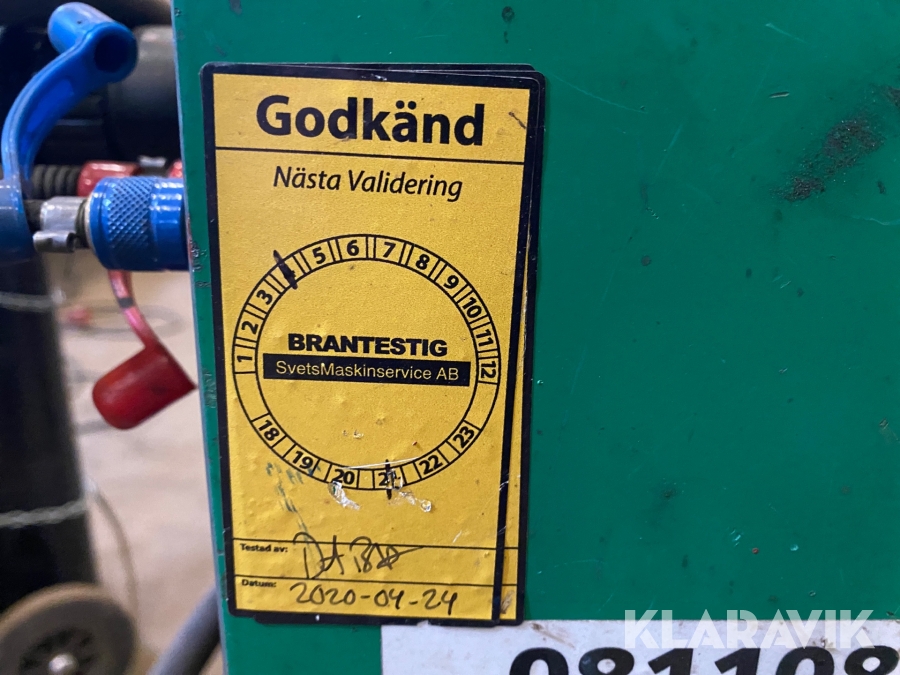 Godkänd
Nästa Validering
1 2 3 4 5 6 7 8 9 10 11 12
BRANTESTIG
SvetsMaskinservice AB
18 19 20 21 22 23
Testad av:
Datum: 2020-04-24
KLARAVIK
081108